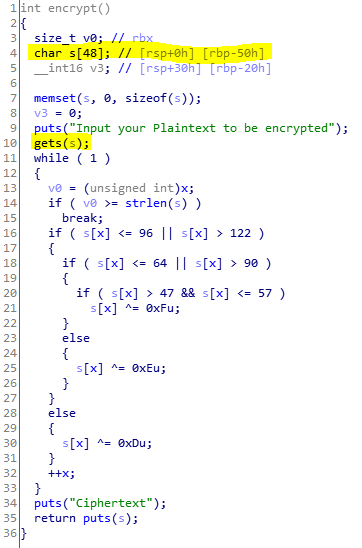 1 int encrypt()
2 {
3   size_t v0; // rbx
4   char s[48]; // [rsp+0h] [rbp-50h]
5   __int16 v3; // [rsp+30h] [rbp-20h]
6
7   memset(s, 0, sizeof(s));
8   v3 = 0;
9   puts("Input your Plaintext to be encrypted");
10   gets(s);
11   while ( 1 )
12   {
13     v0 = (unsigned int)x;
14     if ( v0 >= strlen(s) )
15       break;
16     if ( s[x] <= 96 || s[x] > 122 )
17     {
18       if ( s[x] <= 64 || s[x] > 90 )
19       {
20         if ( s[x] > 47 && s[x] <= 57 )
21           s[x] ^= 0xFu;
22       }
23       else
24       {
25         s[x] ^= 0xEu;
26       }
27     }
28     else
29     {
30       s[x] ^= 0xDu;
31     }
32     ++x;
33   }
34   puts("Ciphertext");
35   return puts(s);
36 }